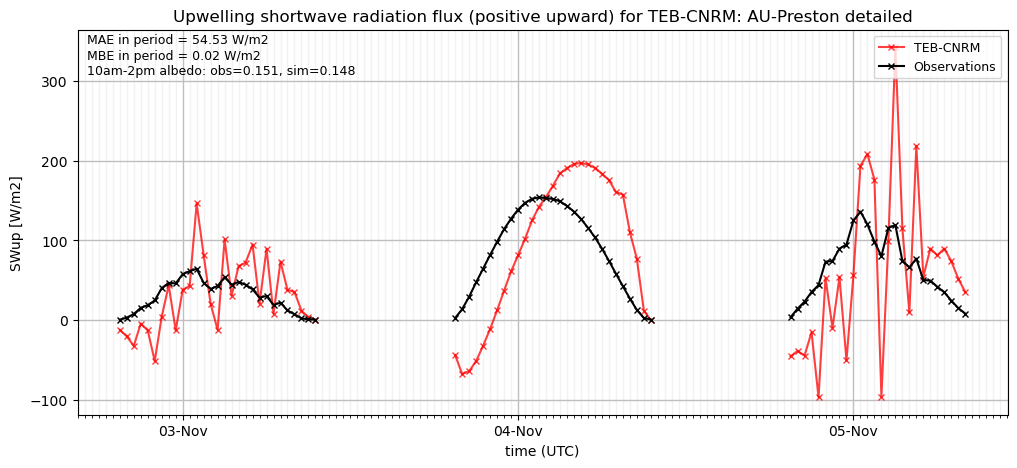 Upwelling shortwave radiation flux (positive upward) for TEB-CNRM: AU-Preston detailed
MAE in period = 54.53 W/m2
MBE in period = 0.02 W/m2
10am-2pm albedo: obs=0.151, sim=0.148
TEB-CNRM
Observations
SWup [W/m2]
300
200
100
0
−100
03-Nov
04-Nov
05-Nov
time (UTC)